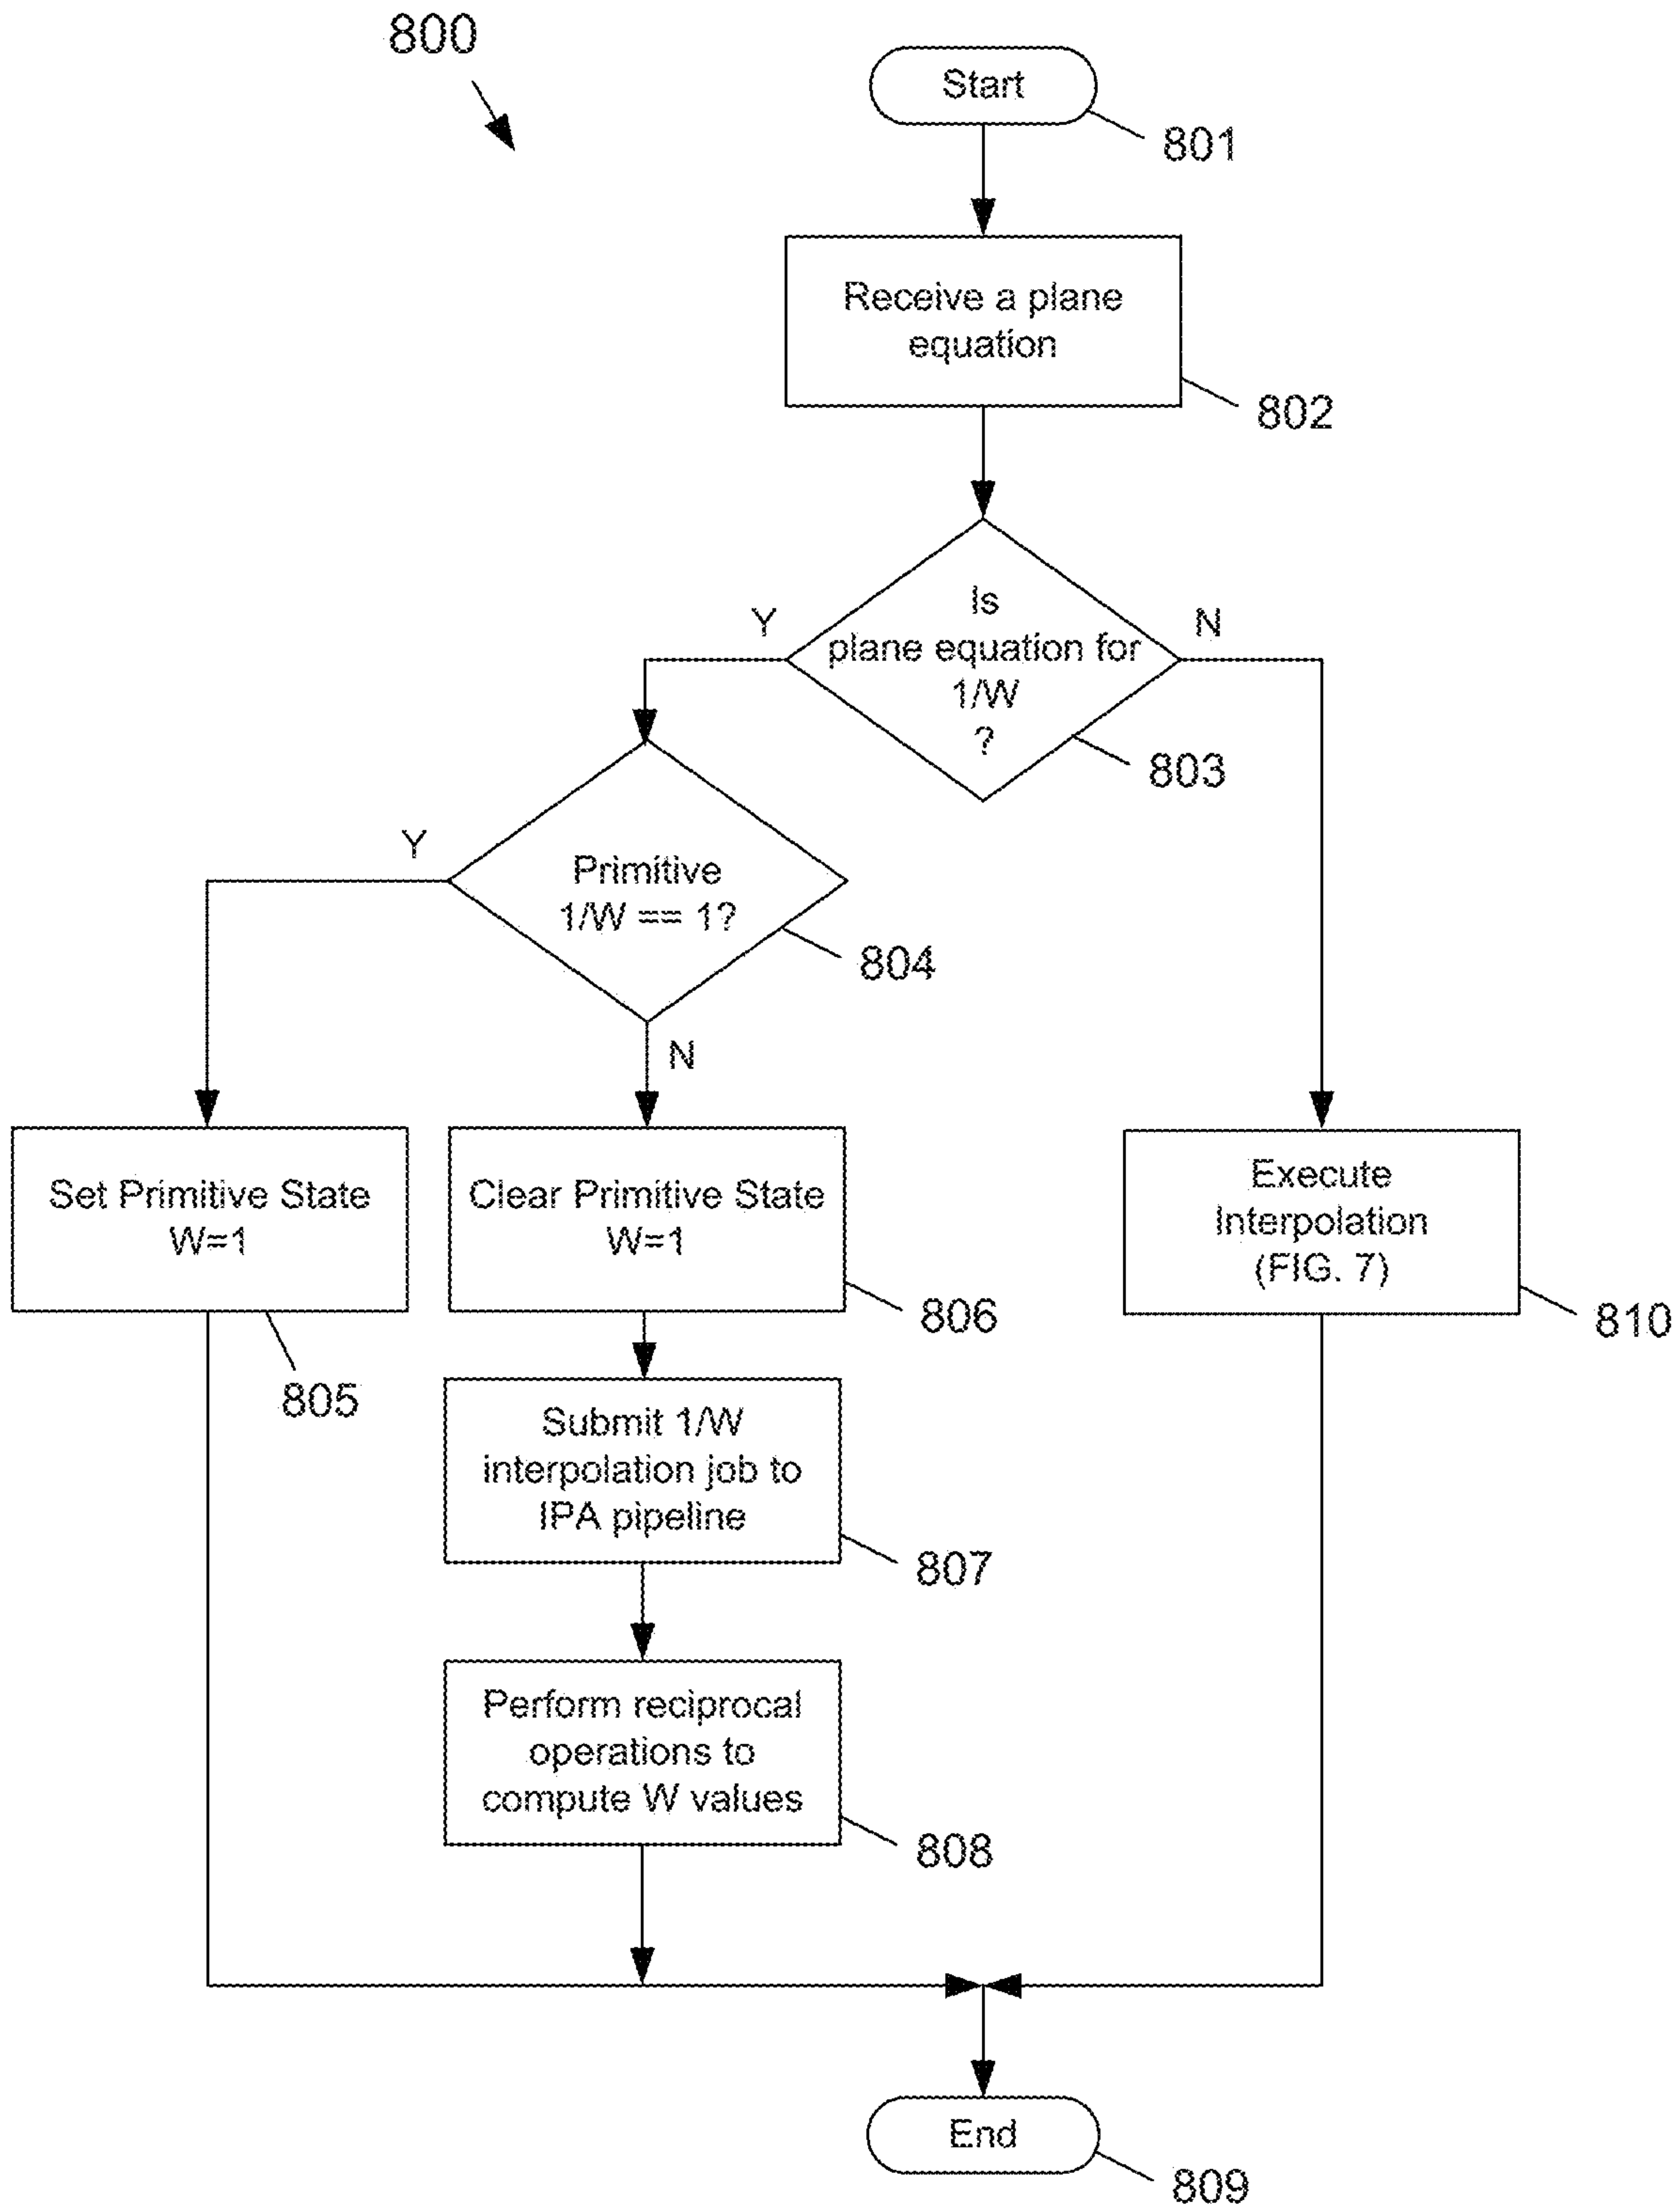 800
Start
801
Receive a plane
equation
802
Is
plane equation for
1/W
?
803
Y
N
Primitive
1/W == 1?
804
Y
N
Set Primitive State
W=1
805
Clear Primitive State
W=1
806
Execute
Interpolation
(FIG. 7)
810
Submit 1/W
interpolation job to
IPA pipeline
807
Perform reciprocal
operations to
compute W values
808
End
809